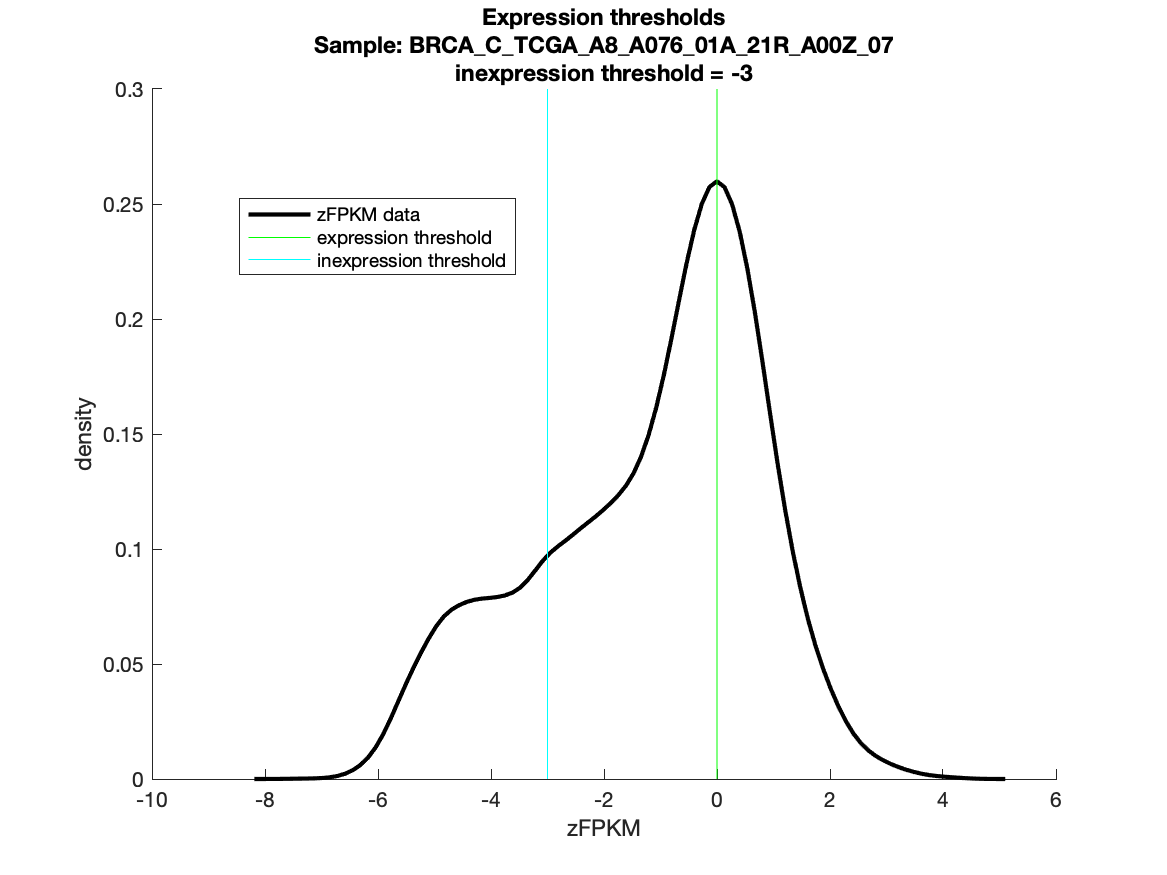 Expression thresholds
Sample: BRCA_C_TCGA_A8_A076_01A_21R_A00Z_07
inexpression threshold = -3
0.3
0.25
0.2
0.15
0.1
0.05
0
density
zFPKM data
expression threshold
inexpression threshold
-10 -8 -6 -4 -2 0 2 4 6
zFPKM